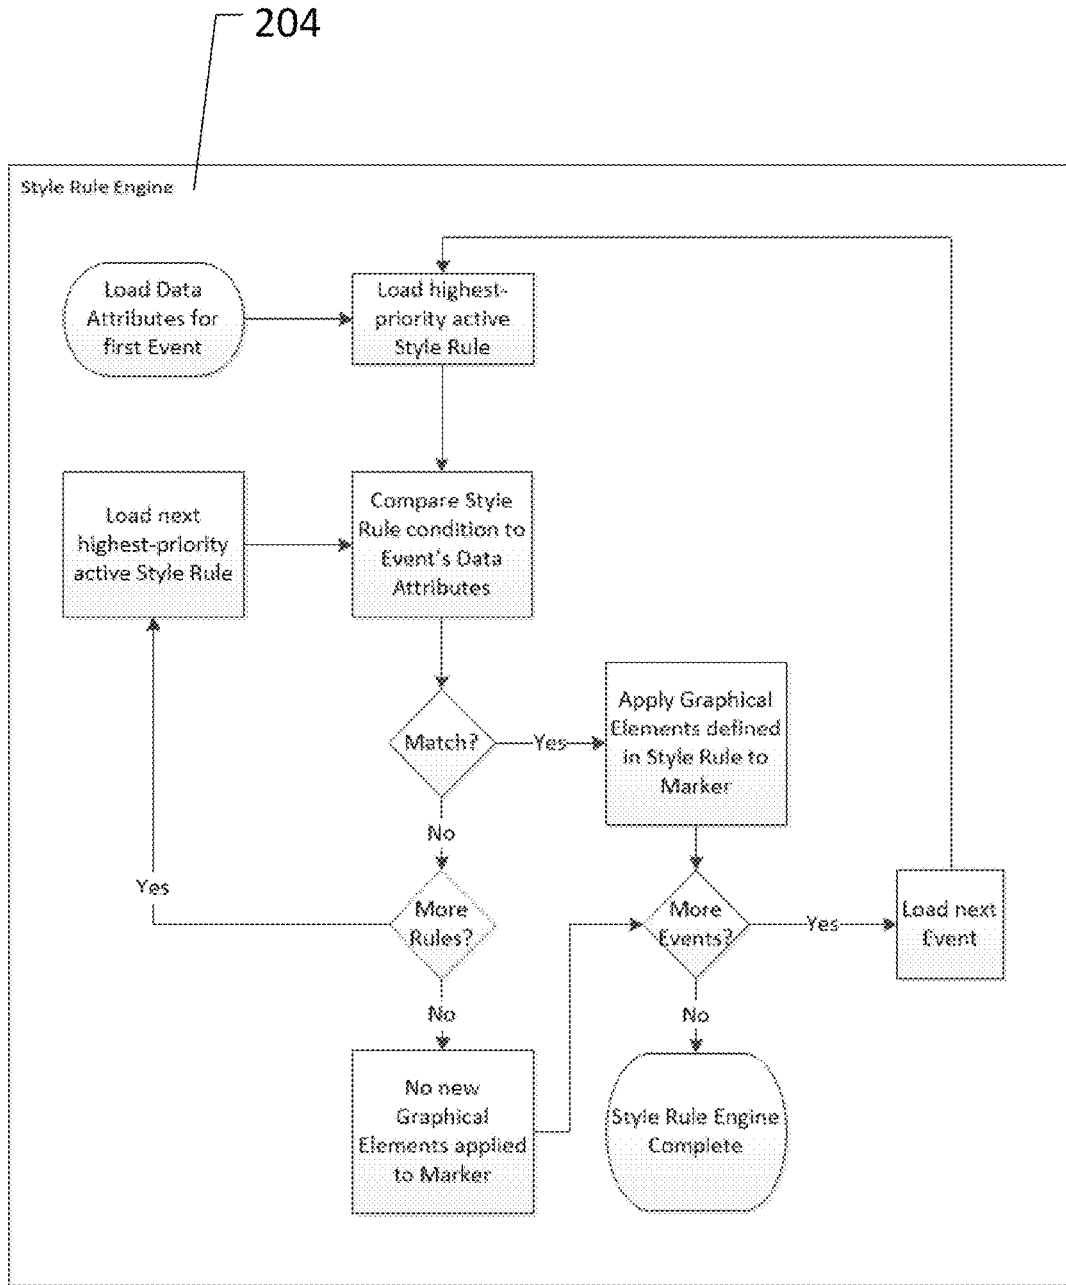 204
Style Rule Engine
Load Data
Attributes for
first Event
Load highest-
priority active
Style Rule
Load next
highest-priority
active Style Rule
Compare Style
Rule condition to
Event's Data
Attributes
Match?
Yes
Apply Graphical
Elements defined
in Style Rule to
Marker
No
Yes
More
Rules?
More
Events?
Yes
Load next
Event
No
No
No new
Graphical
Elements applied
to Marker
Style Rule Engine
Complete